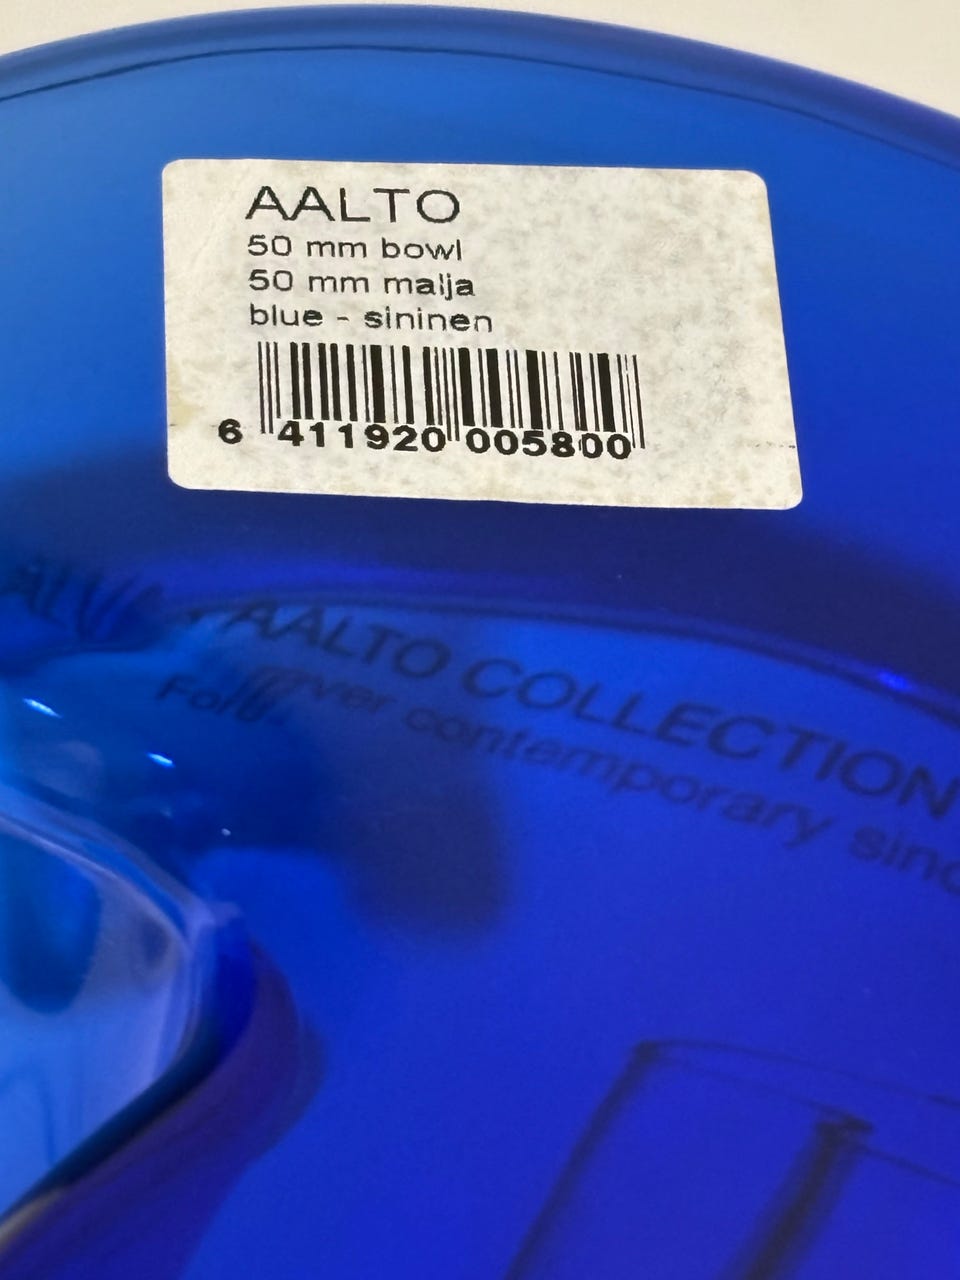 AALTO
50 mm bowl
50 mm malja
blue - sininen
6 411920 005800
AALTO COLLECTION
contemporary